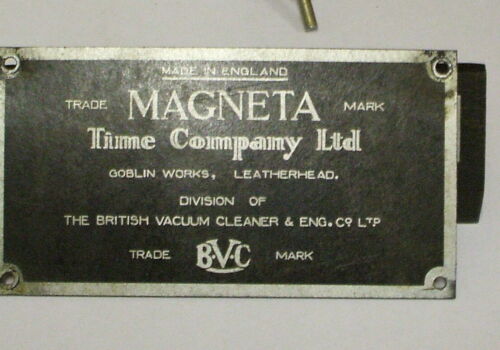 MADE IN ENGLAND
TRADE MAGNETA MARK
Time Company Ltd
GOBLIN WORKS, LEATHERHEAD.
DIVISION OF
THE BRITISH VACUUM CLEANER & ENG. Co LTD
TRADE B.V.C MARK